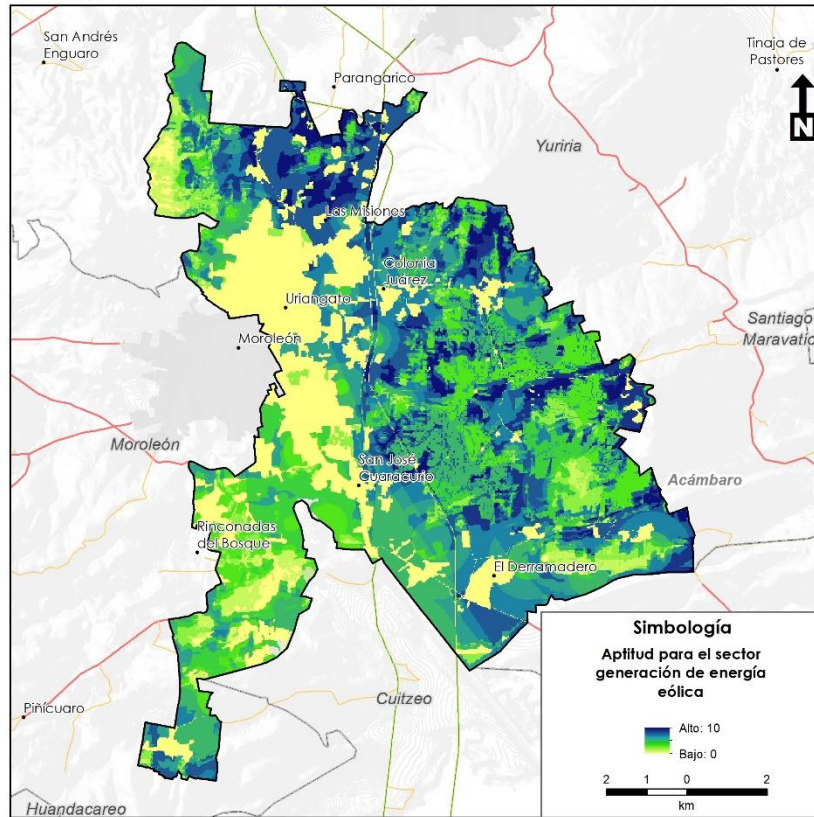 San Andrés
Enguaro
Parangarico
Tinaja de
Pastores
N
Yuriria
Las Misiones
Colonia
Juárez
Uriangato
Santiago
Maravatío
Moroleón
Moroleón
San José
Cuaracurio
Acámbaro
Rinconadas
del Bosque
El Derramadero
Simbología
Aptitud para el sector
generación de energía
eólica
Alto: 10
Bajo: 0
2 1 0 2
km
Cuitzeo
Piñícuaro
Huandacareo